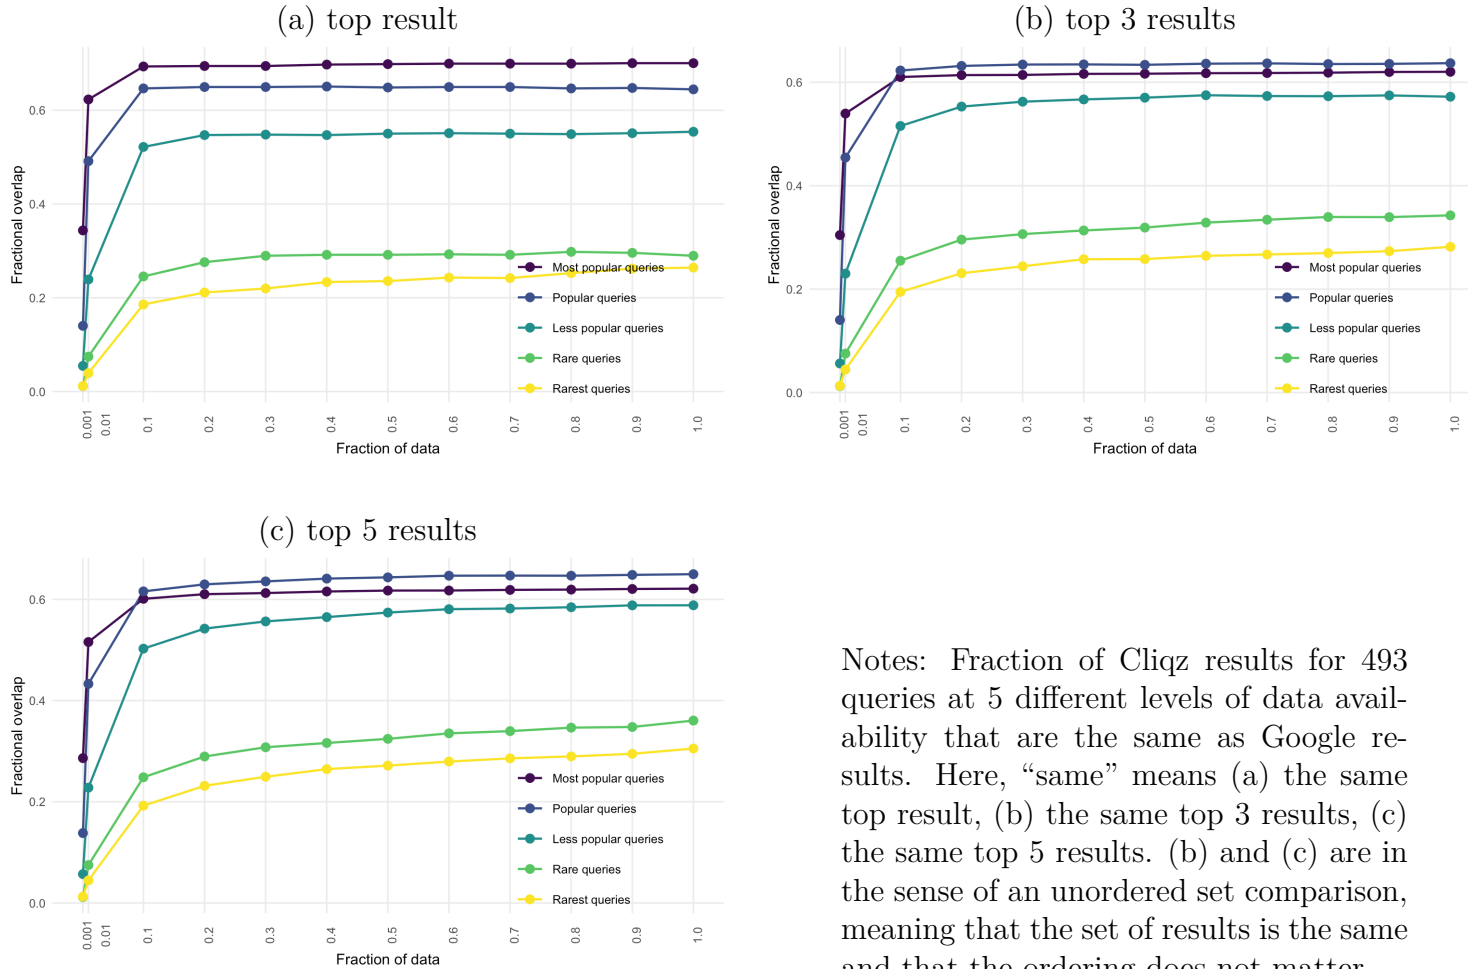 (a) top result
Fractional overlap
0.6
0.4
0.2
0.0
Most popular queries
Popular queries
Less popular queries
Rare queries
Rarest queries
0.001
0.01
0.1
0.2
0.3
0.4
0.5
0.6
0.7
0.8
0.9
1.0
Fraction of data
(b) top 3 results
Fractional overlap
0.6
0.4
0.2
0.0
Most popular queries
Popular queries
Less popular queries
Rare queries
Rarest queries
0.001
0.01
0.1
0.2
0.3
0.4
0.5
0.6
0.7
0.8
0.9
1.0
Fraction of data
(c) top 5 results
Fractional overlap
0.6
0.4
0.2
0.0
Most popular queries
Popular queries
Less popular queries
Rare queries
Rarest queries
0.001
0.01
0.1
0.2
0.3
0.4
0.5
0.6
0.7
0.8
0.9
1.0
Fraction of data
Notes: Fraction of Cliqz results for 493
queries at 5 different levels of data avail-
ability that are the same as Google re-
sults. Here, “same” means (a) the same
top result, (b) the same top 3 results, (c)
the same top 5 results. (b) and (c) are in
the sense of an unordered set comparison,
meaning that the set of results is the same
and that the ordering does not matter